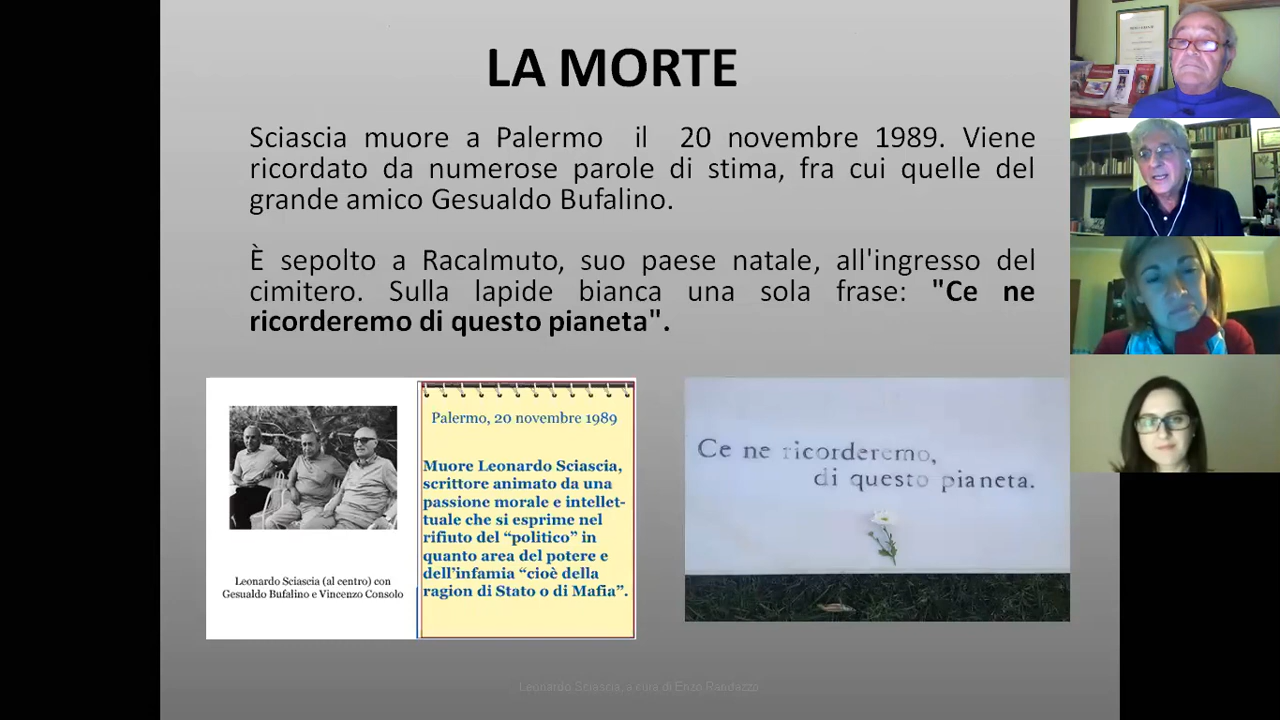 LA MORTE
Sciascia muore a Palermo il 20 novembre 1989. Viene
ricordato da numerose parole di stima, fra cui quelle del
grande amico Gesualdo Bufalino.
È sepolto a Racalmuto, suo paese natale, all'ingresso del
cimitero. Sulla lapide bianca una sola frase: "Ce ne
ricorderemo di questo pianeta".
Leonardo Sciascia (al centro) con
Gesualdo Bufalino e Vincenzo Consolo
Palermo, 20 novembre 1989
Muore Leonardo Sciascia,
scrittore animato da una
passione morale e intellet-
tuale che si esprime nel
rifiuto del “politico” in
quanto area del potere e
dell’infamia “cioè della
ragion di Stato o di Mafia”.
Ce ne ricorderemo,
di questo pianeta.
Leonardo Sciascia, a cura di Enzo Randazzo